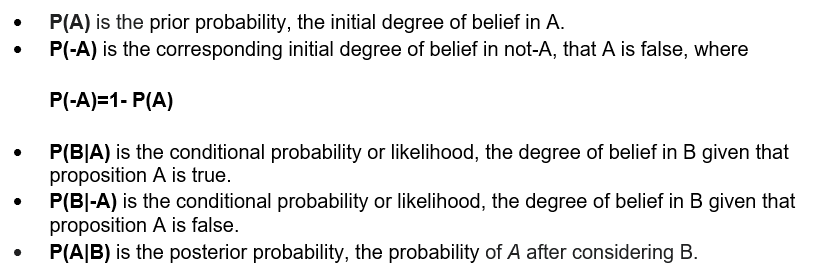 • P(A) is the prior probability, the initial degree of belief in A.
• P(-A) is the corresponding initial degree of belief in not-A, that A is false, where
P(-A)=1- P(A)
• P(B|A) is the conditional probability or likelihood, the degree of belief in B given that
proposition A is true.
• P(B|-A) is the conditional probability or likelihood, the degree of belief in B given that
proposition A is false.
• P(A|B) is the posterior probability, the probability of A after considering B.